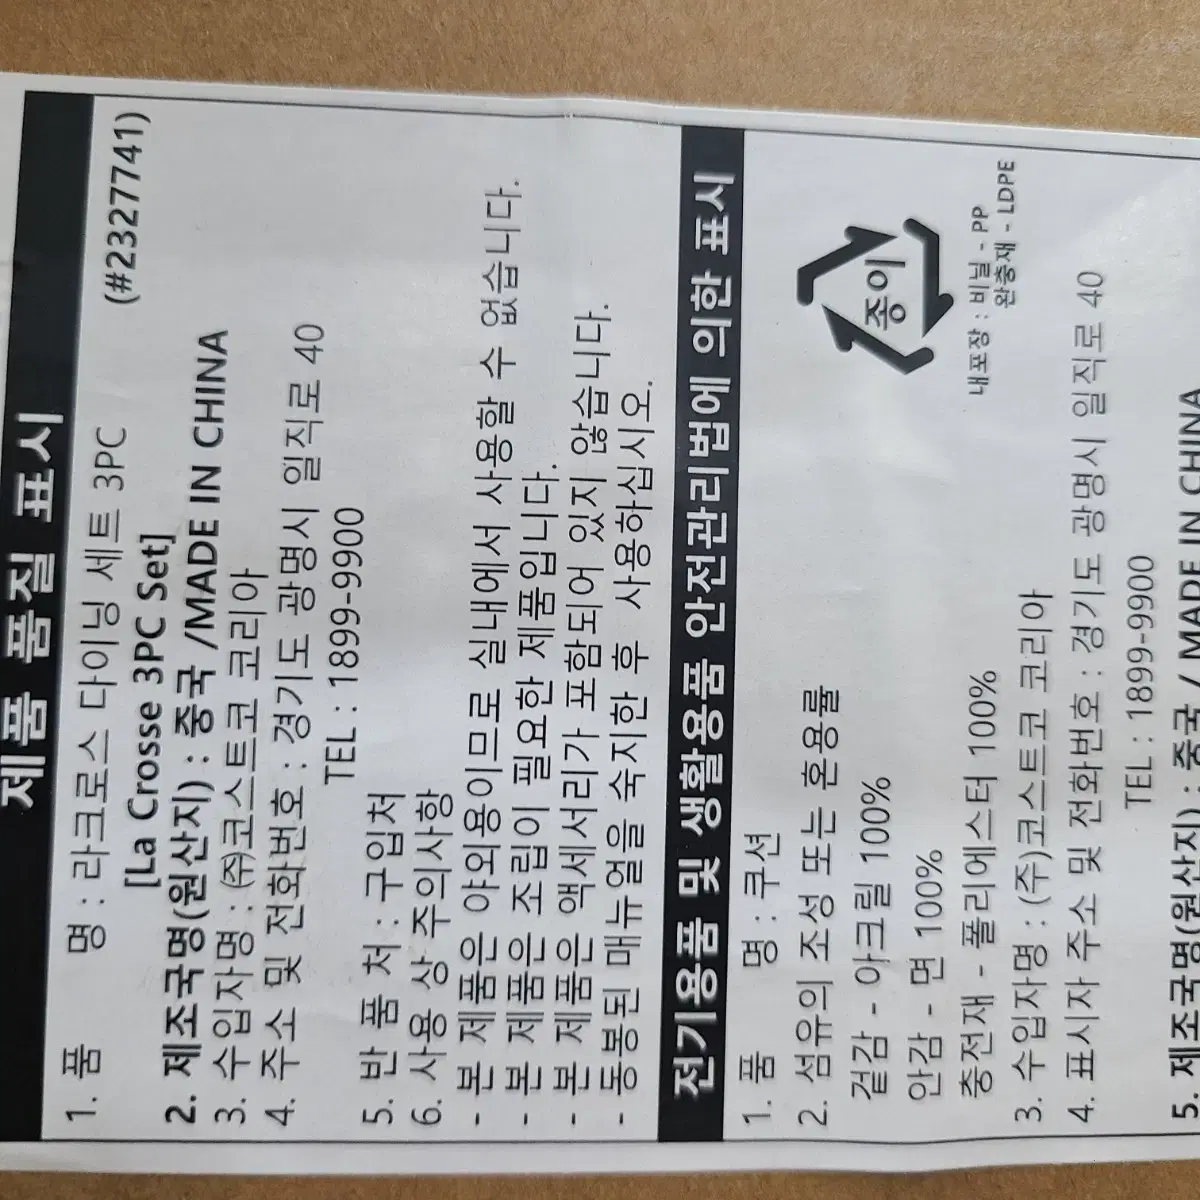 제품 품질 표시
1. 품 명 : 라크로스 다이닝 세트 3PC
[La Crosse 3PC Set] (#2327741)
2. 제조국명(원산지) : 중국 /MADE IN CHINA
3. 수입자명 : ㈜코스트코 코리아
4. 주소 및 전화번호 : 경기도 광명시 일직로 40
TEL : 1899-9900
5. 반 품 처 : 구입처
6. 사용 상 주의사항
- 본 제품은 야외용이므로 실내에서 사용할 수 없습니다.
- 본 제품은 조립이 필요한 제품입니다.
- 본 제품은 액세서리가 포함되어 있지 않습니다.
- 동봉된 매뉴얼을 숙지한 후 사용하십시오.
전기용품 및 생활용품 안전관리법에 의한 표시
1. 품 명 : 쿠션
2. 섬유의 조성 또는 혼용률
겉감 - 아크릴 100%
안감 - 면 100%
충전재 - 폴리에스터 100%
종이
내포장 : 비닐 - PP
완충재 - LDPE
3. 수입자명 : (주)코스트코 코리아
4. 표시자 주소 및 전화번호 : 경기도 광명시 일직로 40
TEL : 1899-9900
5. 제조국명(원산지) : 중국 / MADE IN CHINA